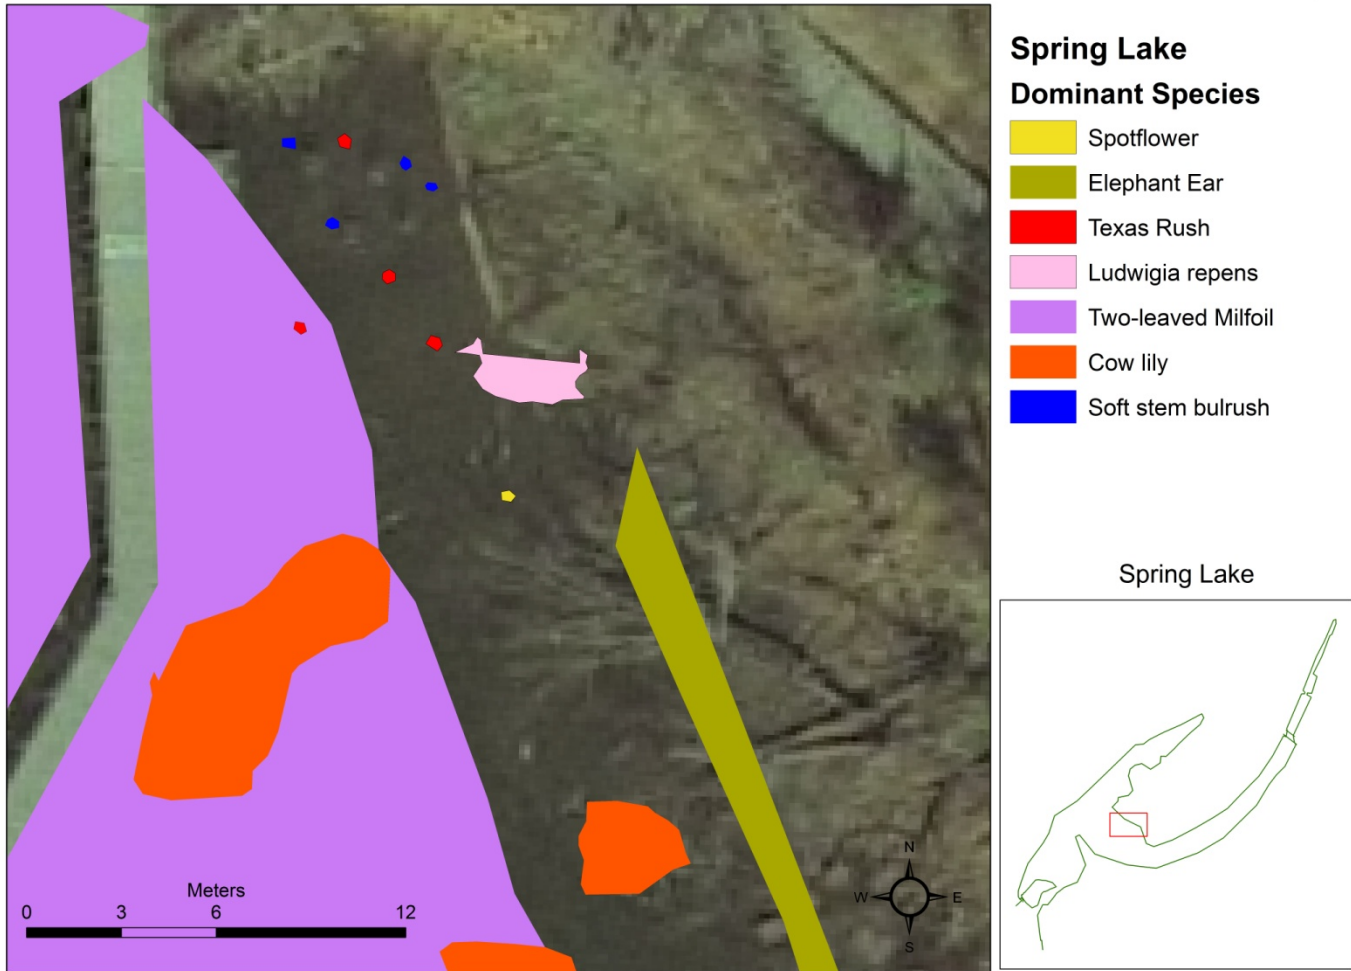 Spring Lake
Dominant Species
Spotflower
Elephant Ear
Texas Rush
Ludwigia repens
Two-leaved Milfoil
Cow lily
Soft stem bulrush
Spring Lake
Meters
0 3 6 12
N
W E
S